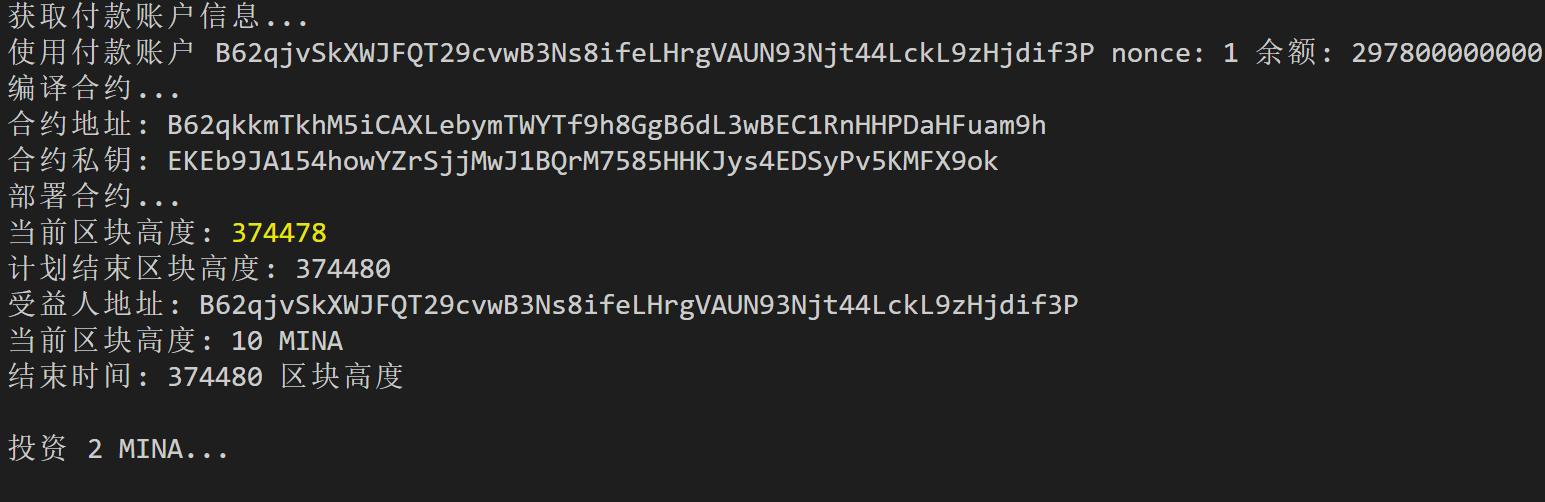 获取付款账户信息...
使用付款账户 B62qjvSkXWJFQT29cvwB3Ns8ifeLHrgVAUN93Njt44LckL9zHjdif3P nonce: 1 余额: 297800000000
编译合约...
合约地址: B62qkkmTkhM5iCAXLebymTWYTf9h8GgB6dL3wBEC1RnHHPDaHFuam9h
合约私钥: EKEb9JA154howYZrSjjMwJ1BQrM7585HHKJys4EDSyPv5KMFX9ok
部署合约...
当前区块高度: 374478
计划结束区块高度: 374480
受益人地址: B62qjvSkXWJFQT29cvwB3Ns8ifeLHrgVAUN93Njt44LckL9zHjdif3P
当前区块高度: 10 MINA
结束时间: 374480 区块高度
投资 2 MINA...